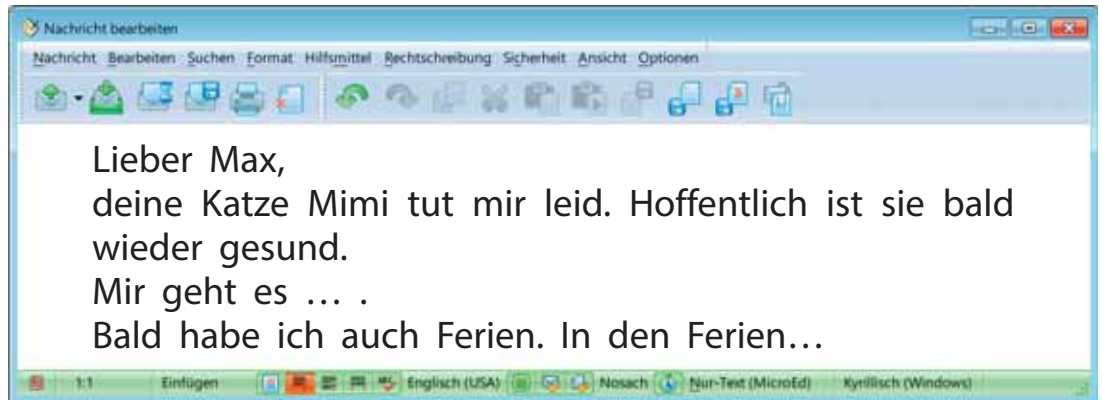 Nachricht bearbeiten
Nachricht Bearbeiten Suchen Format Hilfsmittel Rechtschreibung Sicherheit Ansicht Optionen
Lieber Max,
deine Katze Mimi tut mir leid. Hoffentlich ist sie bald
wieder gesund.
Mir geht es … .
Bald habe ich auch Ferien. In den Ferien…
1:1 Einfügen Englisch (USA) Nosach Nur-Text (MicroEd) Kyrillisch (Windows)